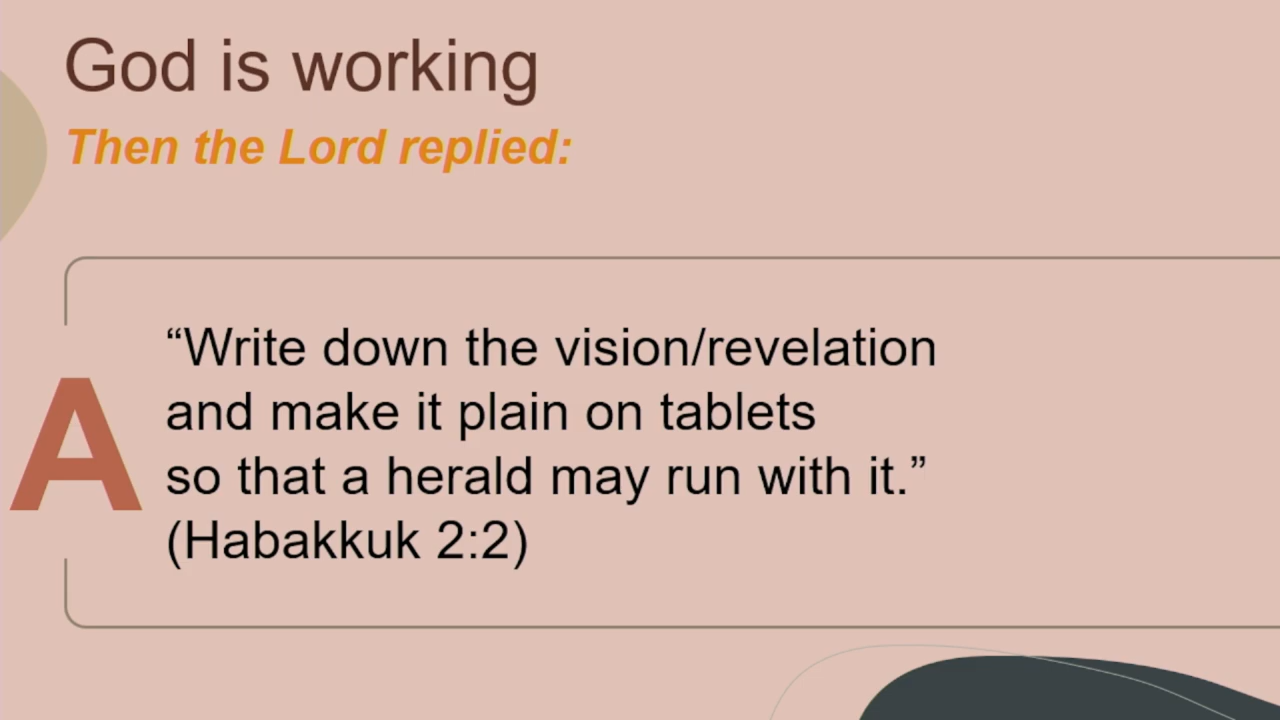 God is working
Then the Lord replied:
A
“Write down the vision/revelation
and make it plain on tablets
so that a herald may run with it.”
(Habakkuk 2:2)